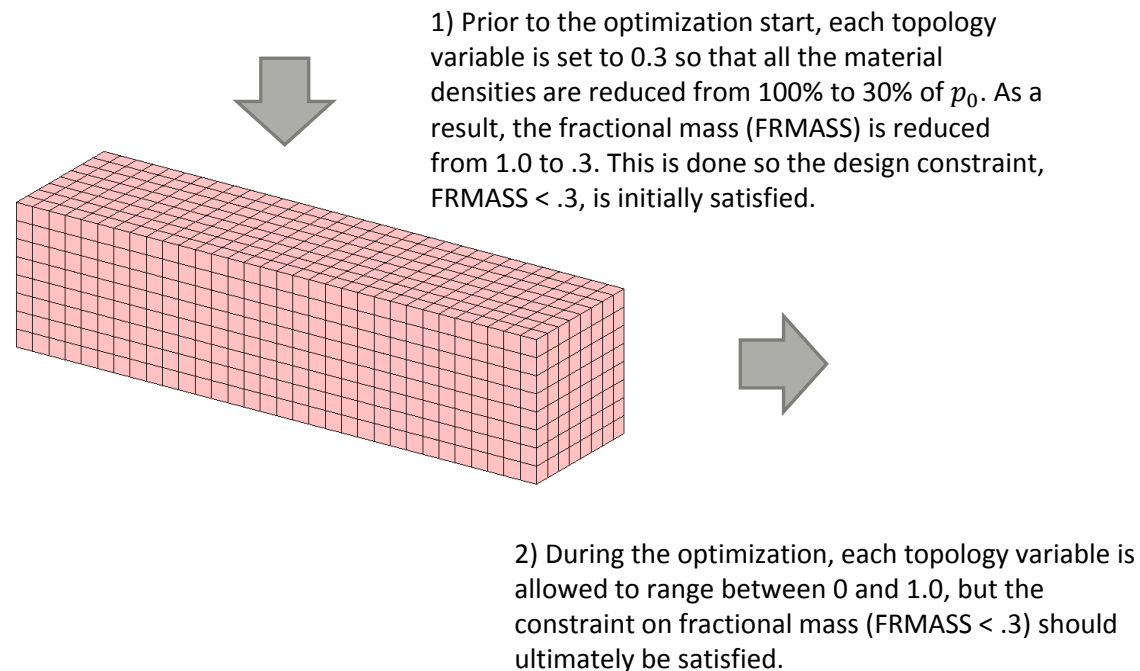 1) Prior to the optimization start, each topology
variable is set to 0.3 so that all the material
densities are reduced from 100% to 30% of p₀. As a
result, the fractional mass (FRMASS) is reduced
from 1.0 to .3. This is done so the design constraint,
FRMASS < .3, is initially satisfied.
2) During the optimization, each topology variable is
allowed to range between 0 and 1.0, but the
constraint on fractional mass (FRMASS < .3) should
ultimately be satisfied.